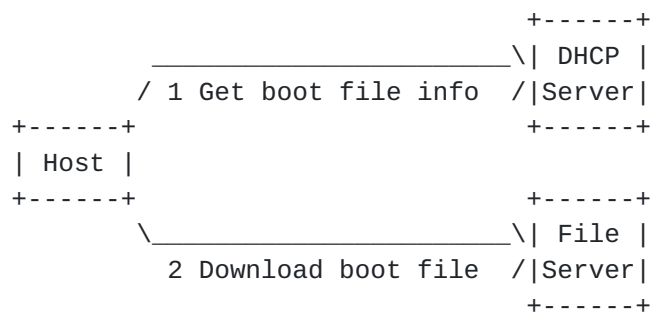 DHCP
1 Get boot file info Server
Host
File
2 Download boot file Server